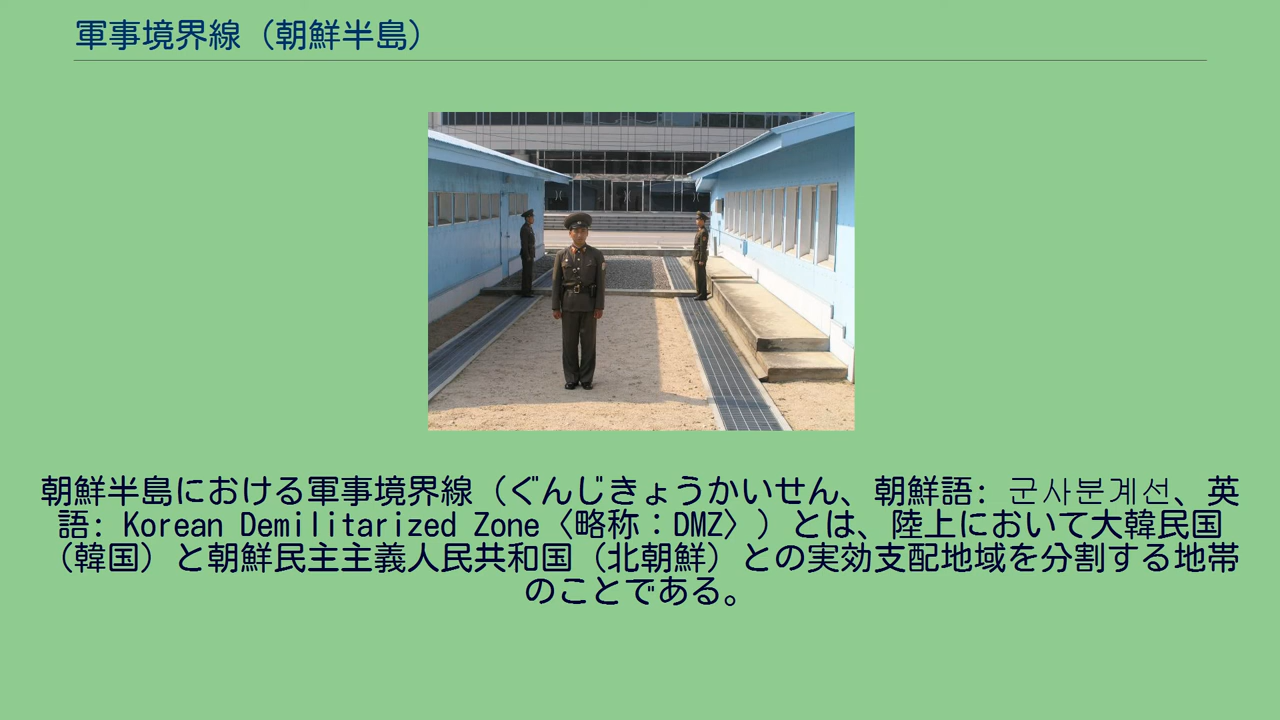 軍事境界線（朝鮮半島）
朝鮮半島における軍事境界線（ぐんじきょうかいせん、朝鮮語: 군사분계선、英
語: Korean Demilitarized Zone〈略称：DMZ〉）とは、陸上において大韓民国
（韓国）と朝鮮民主主義人民共和国（北朝鮮）との実効支配地域を分割する地帯
のことである。